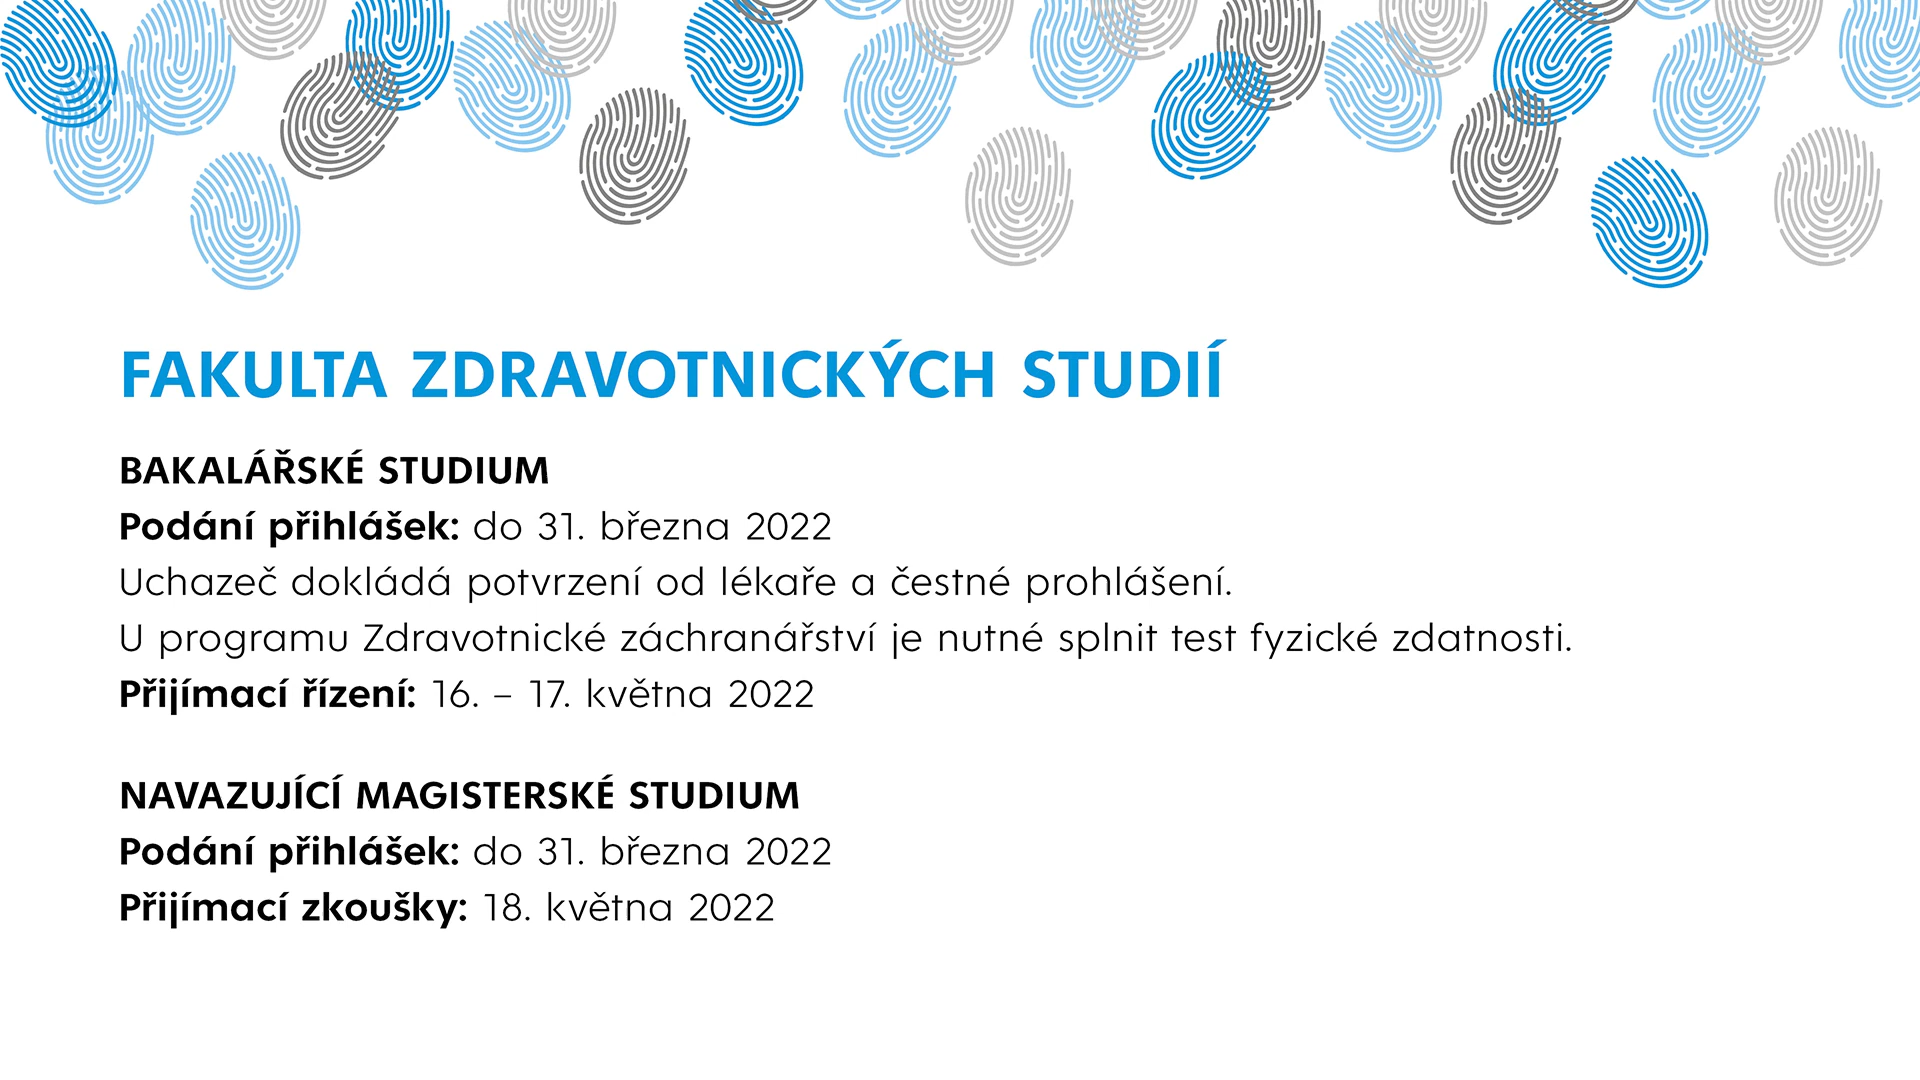 FAKULTA ZDRAVOTNICKÝCH STUDIÍ
BAKALÁŘSKÉ STUDIUM
Podání přihlášek: do 31. března 2022
Uchazeč dokládá potvrzení od lékaře a čestné prohlášení.
U programu Zdravotnické záchranářství je nutné splnit test fyzické zdatnosti.
Přijímací řízení: 16. – 17. května 2022
NAVAZUJÍCÍ MAGISTERSKÉ STUDIUM
Podání přihlášek: do 31. března 2022
Přijímací zkoušky: 18. května 2022